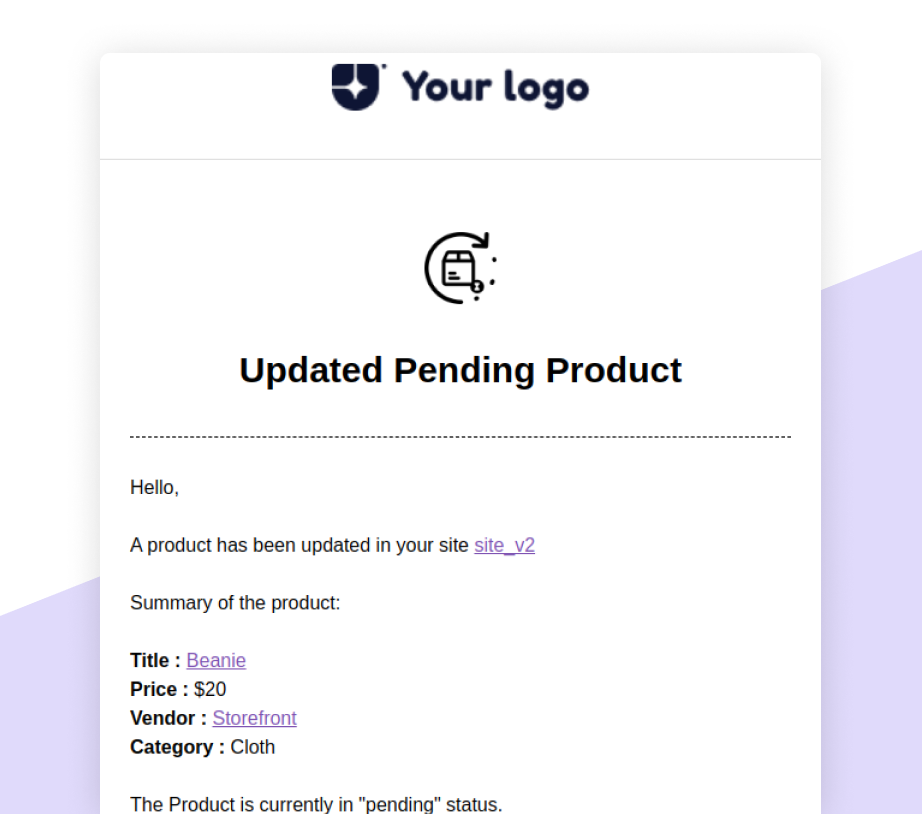 Your logo
Updated Pending Product
Hello,
A product has been updated in your site site_v2
Summary of the product:
Title : Beanie
Price : $20
Vendor : Storefront
Category : Cloth
The Product is currently in "pending" status.